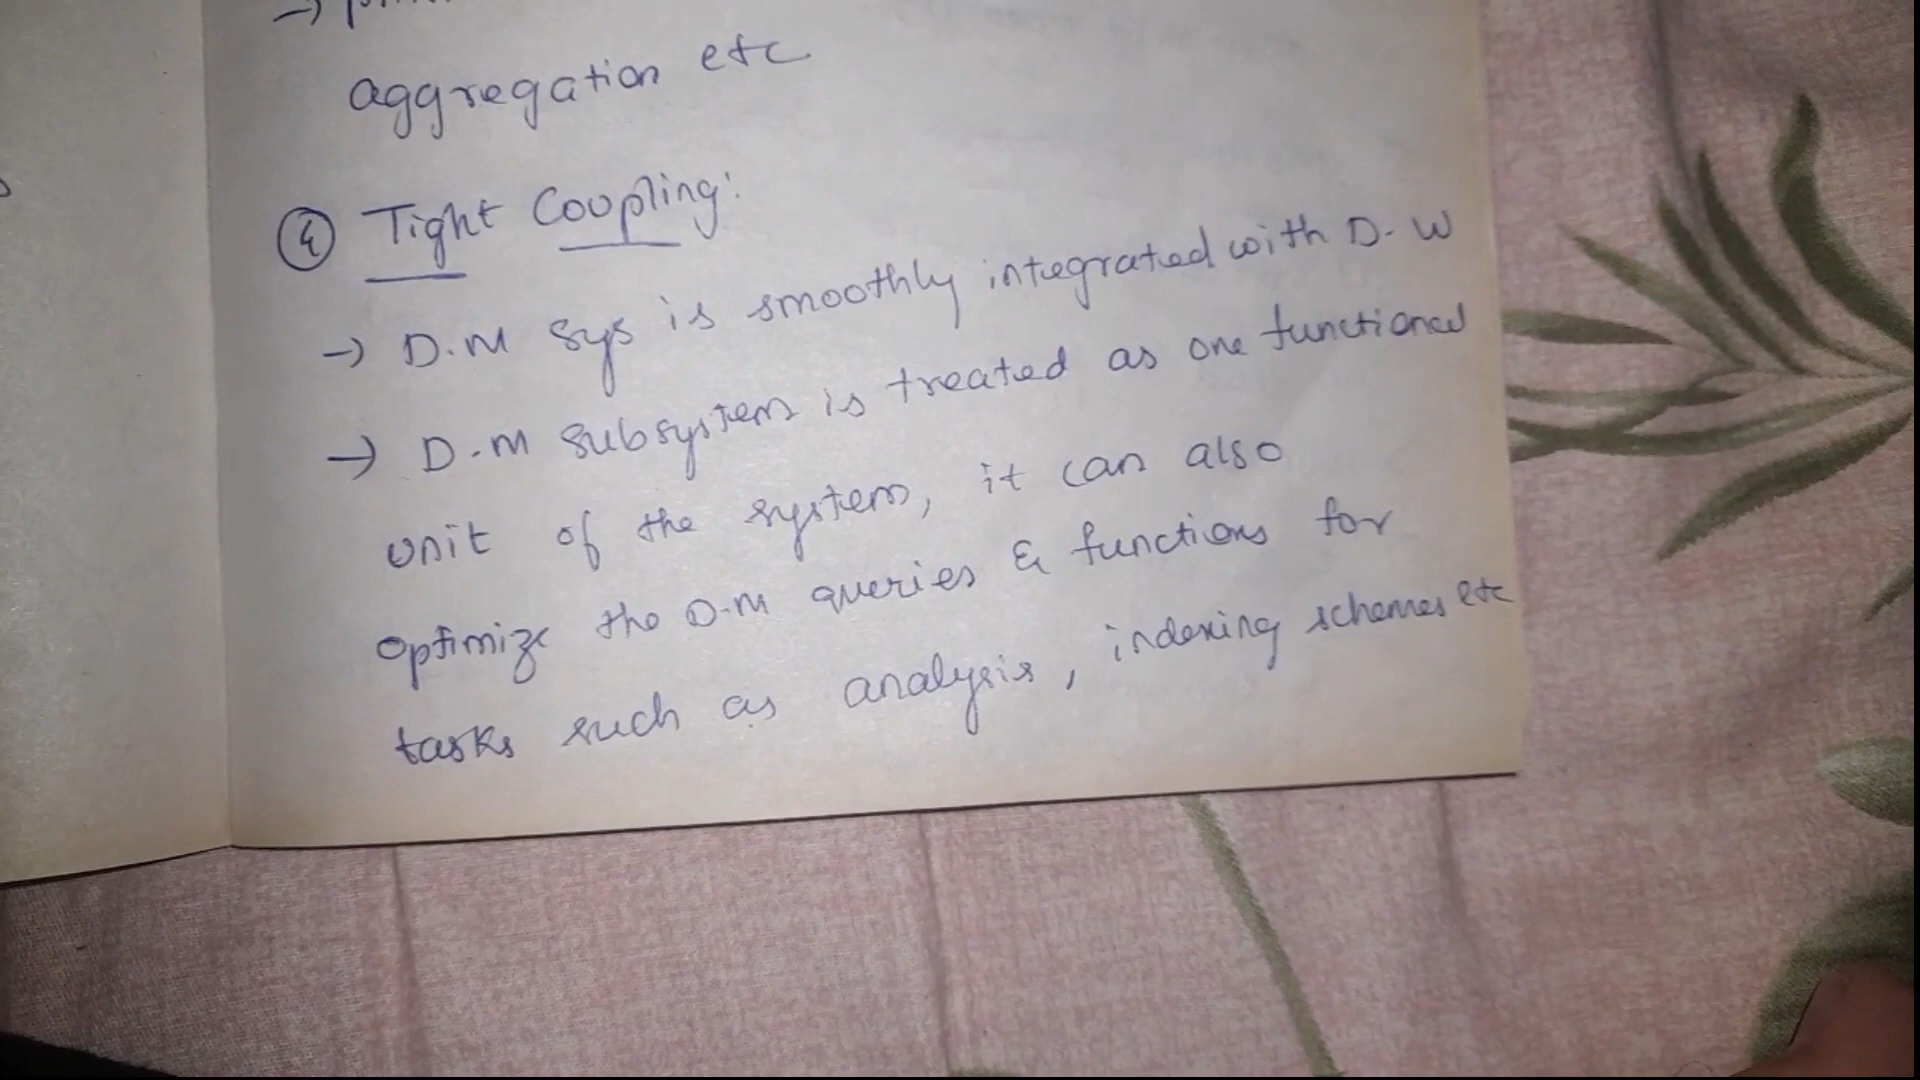 aggregation etc
④ Tight Coupling:
→ D.M sys is smoothly integrated with D.W
→ D.M subsystem is treated as one functional
unit of the system, it can also
optimize the D.M queries & functions for
tasks such as analysis, indexing schemes etc